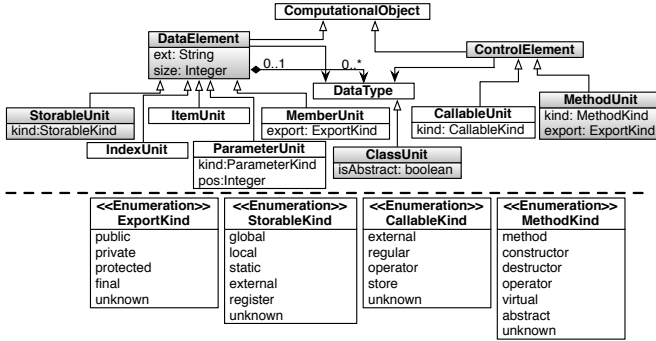 ComputationalObject
DataElement
ext: String
size: Integer
0..1
0..*
ControlElement
DataType
StorableUnit
kind:StorableKind
ItemUnit
MemberUnit
export: ExportKind
CallableUnit
kind: CallableKind
MethodUnit
kind: MethodKind
export: ExportKind
IndexUnit
ParameterUnit
kind:ParameterKind
pos:Integer
ClassUnit
isAbstract: boolean
<<Enumeration>>
ExportKind
public
private
protected
final
unknown
<<Enumeration>>
StorableKind
global
local
static
external
register
unknown
<<Enumeration>>
CallableKind
external
regular
operator
store
unknown
<<Enumeration>>
MethodKind
method
constructor
destructor
operator
virtual
abstract
unknown